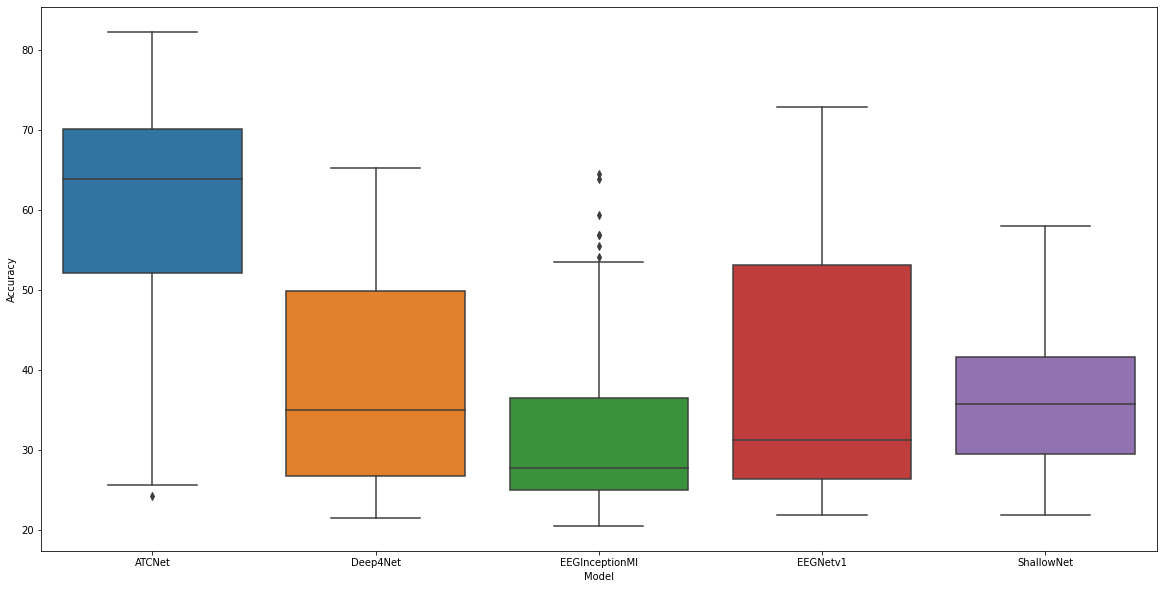 80
70
60
50
40
30
20
Accuracy
ATCNet
Deep4Net
EEGInceptionMI
EEGNetv1
ShallowNet
Model